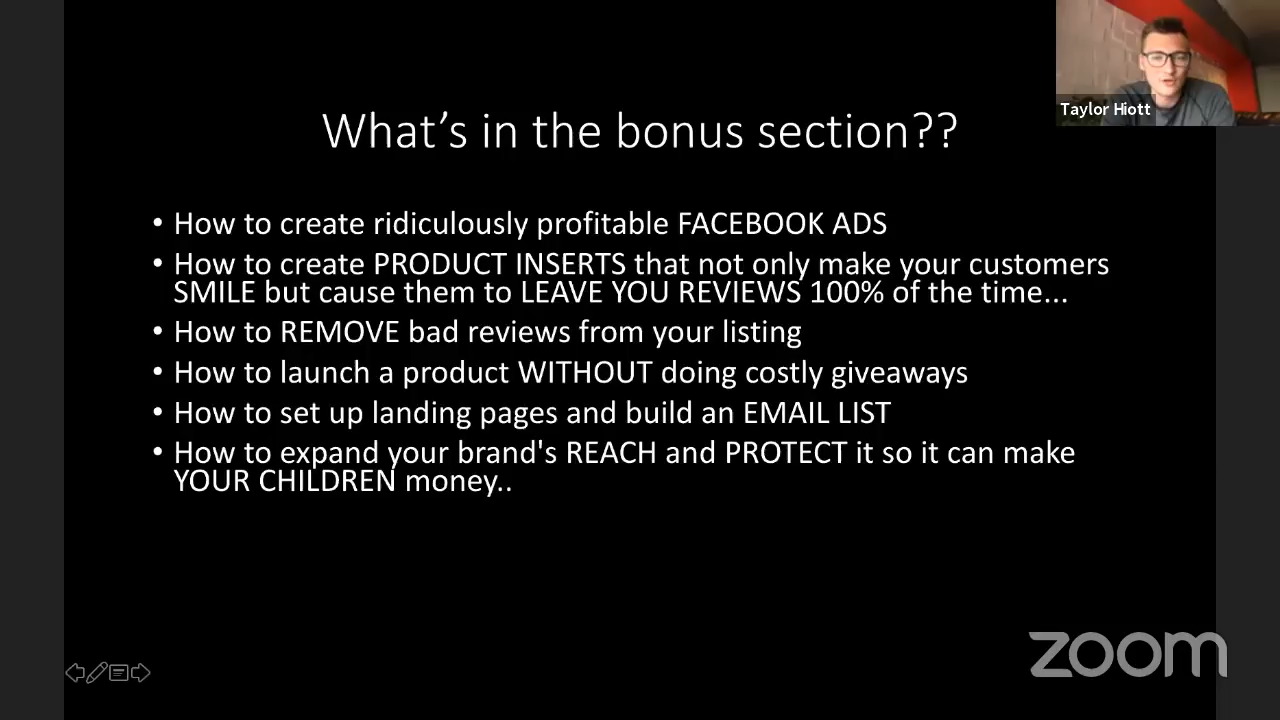 Taylor Hiott
What's in the bonus section??
• How to create ridiculously profitable FACEBOOK ADS
• How to create PRODUCT INSERTS that not only make your customers
SMILE but cause them to LEAVE YOU REVIEWS 100% of the time...
• How to REMOVE bad reviews from your listing
• How to launch a product WITHOUT doing costly giveaways
• How to set up landing pages and build an EMAIL LIST
• How to expand your brand's REACH and PROTECT it so it can make
YOUR CHILDREN money..
zoom